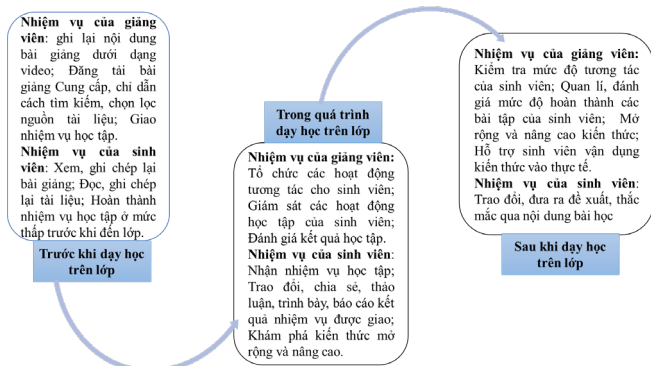 Nhiệm vụ của giảng
viên: ghi lại nội dung
bài giảng dưới dạng
video; Đăng tải bài
giảng Cung cấp, chỉ dẫn
cách tìm kiếm, chọn lọc
nguồn tài liệu; Giao
nhiệm vụ học tập.
Nhiệm vụ của sinh
viên: Xem, ghi chép lại
bài giảng; Đọc, ghi chép
lại tài liệu; Hoàn thành
nhiệm vụ học tập ở mức
thấp trước khi đến lớp.
Trước khi dạy học
trên lớp
Trong quá trình
dạy học trên lớp
Nhiệm vụ của giảng viên:
Tổ chức các hoạt động
tương tác cho sinh viên;
Giám sát các hoạt động
học tập của sinh viên;
Đánh giá kết quả học tập.
Nhiệm vụ của sinh viên:
Nhận nhiệm vụ học tập;
Trao đổi, chia sẻ, thảo
luận, trình bày, báo cáo kết
quả nhiệm vụ được giao;
Khám phá kiến thức mở
rộng và nâng cao.
Nhiệm vụ của giảng viên:
Kiểm tra mức độ tương tác
của sinh viên; Quan lí, đánh
giá mức độ hoàn thành các
bài tập của sinh viên; Mở
rộng và nâng cao kiến thức;
Hỗ trợ sinh viên vận dụng
kiến thức vào thực tế.
Nhiệm vụ của sinh viên:
Trao đổi, đưa ra đề xuất, thắc
mắc qua nội dung bài học
Sau khi dạy học
trên lớp